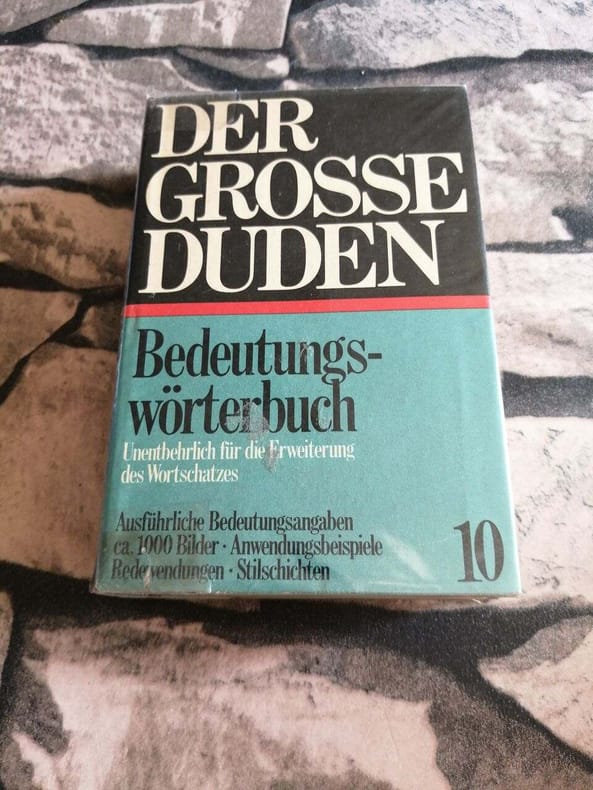 DER
GROSSE
DUDEN
Bedeutungs-
wörterbuch
Unentbehrlich für die Erweiterung
des Wortschatzes
Ausführliche Bedeutungsangaben
ca. 1000 Bilder · Anwendungsbeispiele
Redewendungen · Stilschichten
10